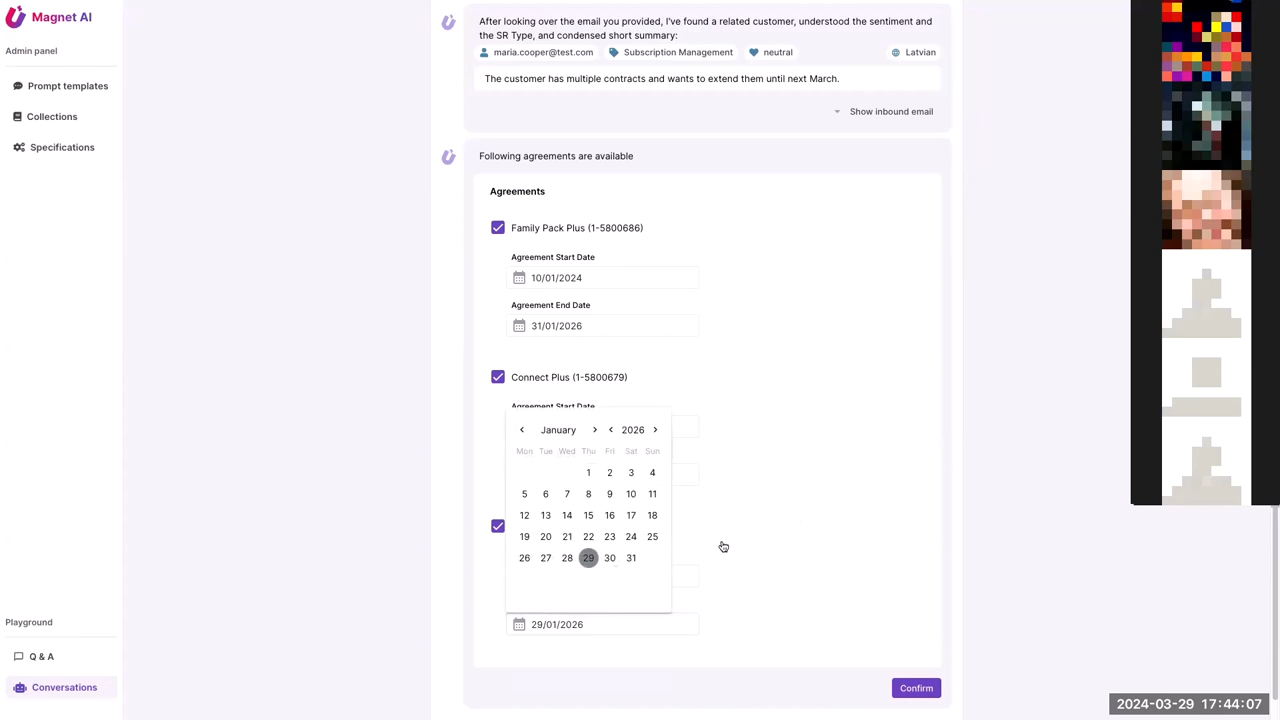 Magnet AI
Admin panel
Prompt templates
Collections
Specifications
Playground
Q & A
Conversations
After looking over the email you provided, I've found a related customer, understood the sentiment and
the SR Type, and condensed short summary:
maria.cooper@test.com Subscription Management neutral Latvian
The customer has multiple contracts and wants to extend them until next March.
Show inbound email
Following agreements are available
Agreements
Family Pack Plus (1-5800686)
Agreement Start Date
10/01/2024
Agreement End Date
31/01/2026
Connect Plus (1-5800679)
Agreement Start Date
January 2026
Mon Tue Wed Thu Fri Sat Sun
1 2 3 4
5 6 7 8 9 10 11
12 13 14 15 16 17 18
19 20 21 22 23 24 25
26 27 28 29 30 31
29/01/2026
Confirm
2024-03-29 17:44:07